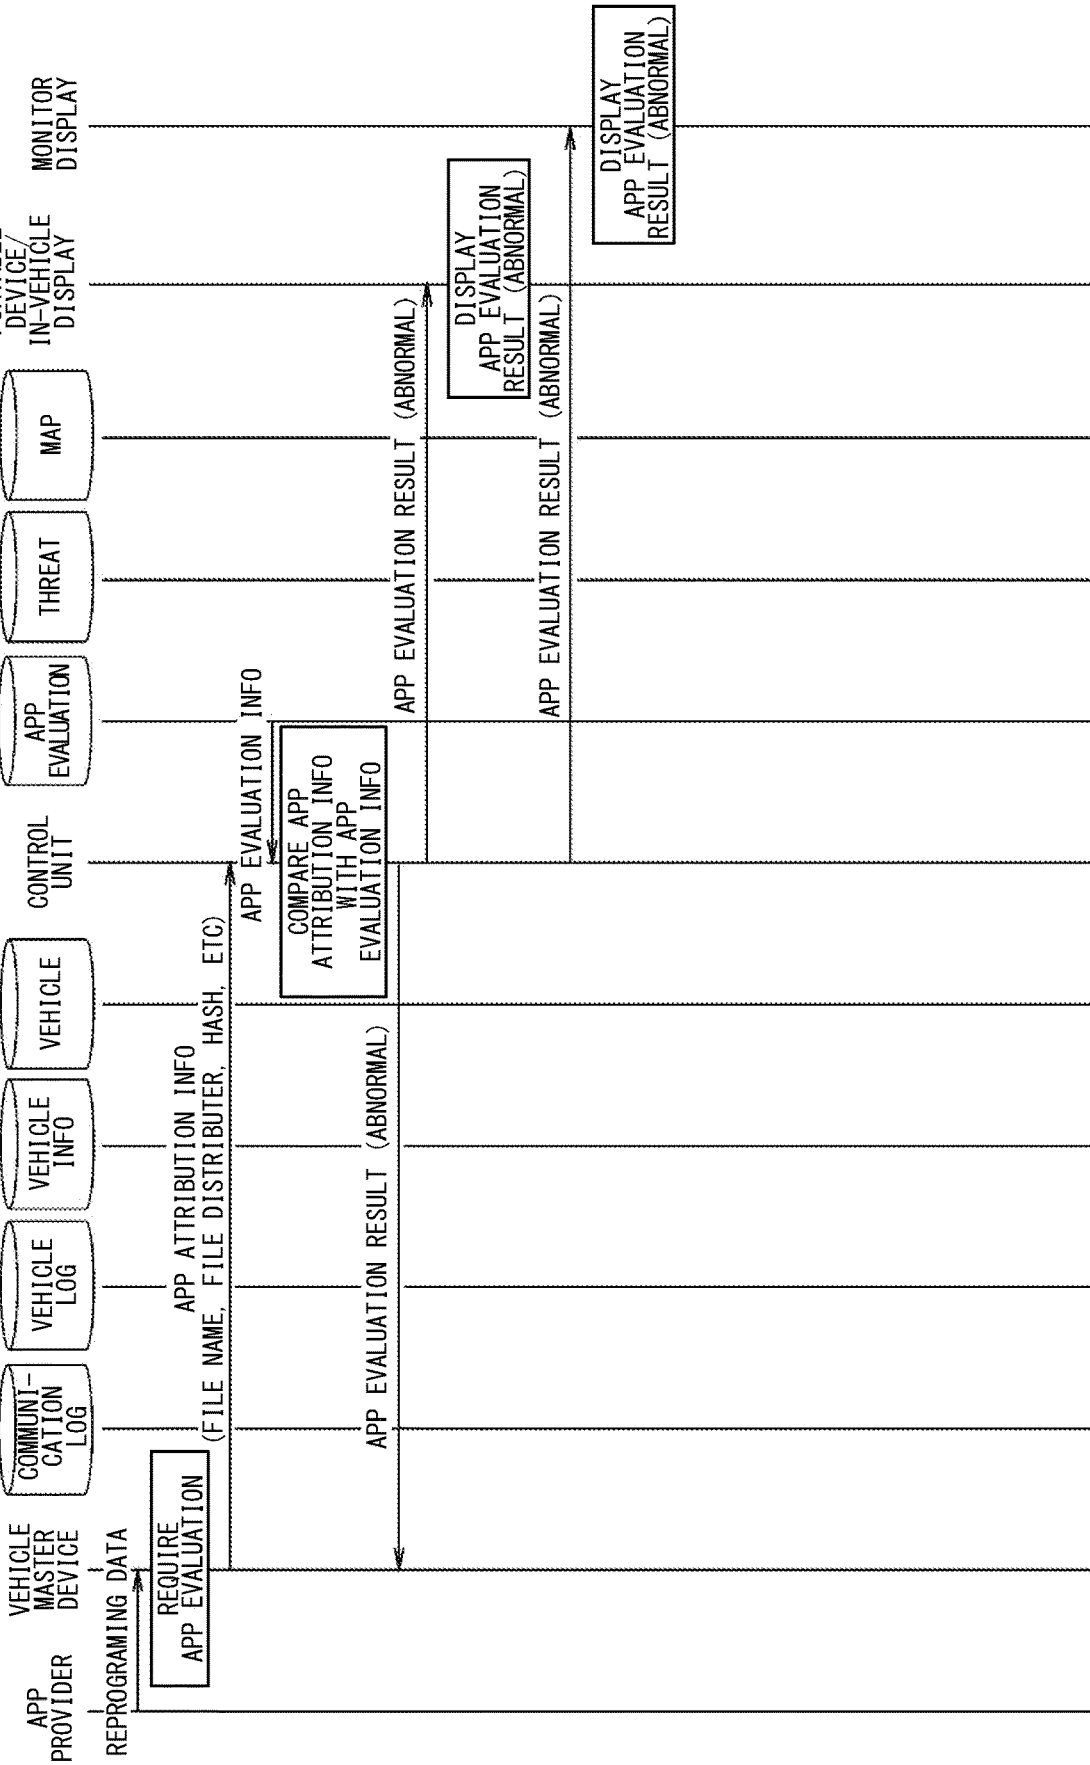 APP
PROVIDER
VEHICLE
MASTER
DEVICE
COMMUNI-
CATION
LOG
VEHICLE
LOG
VEHICLE
INFO
VEHICLE
CONTROL
UNIT
APP
EVALUATION
THREAT
MAP
DEVICE/
IN-VEHICLE
DISPLAY
MONITOR
DISPLAY
REPROGRAMING DATA
REQUIRE
APP EVALUATION
APP ATTRIBUTION INFO
(FILE NAME, FILE DISTRIBUTER, HASH, ETC)
APP EVALUATION INFO
COMPARE APP
ATTRIBUTION INFO
WITH APP
EVALUATION INFO
APP EVALUATION RESULT (ABNORMAL)
APP EVALUATION RESULT (ABNORMAL)
DISPLAY
APP EVALUATION
RESULT (ABNORMAL)
APP EVALUATION RESULT (ABNORMAL)
DISPLAY
APP EVALUATION
RESULT (ABNORMAL)